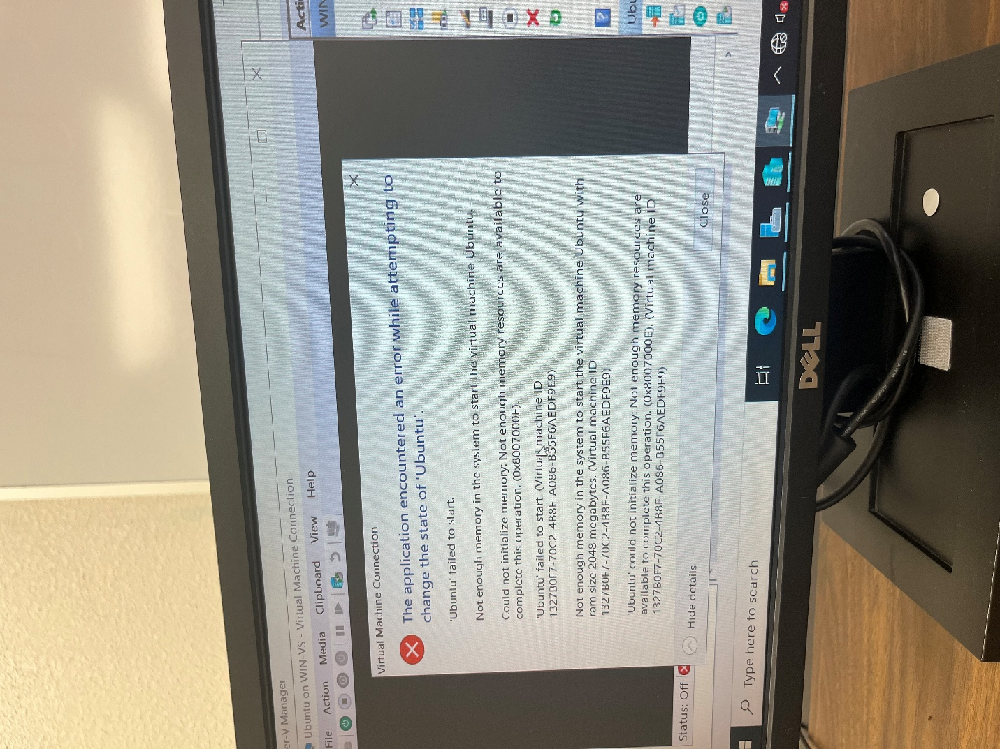 er-V Manager
Ubuntu on WIN-VS - Virtual Machine Connection
File Action Media Clipboard View Help
Virtual Machine Connection
The application encountered an error while attempting to
change the state of 'Ubuntu'.
'Ubuntu' failed to start.
Not enough memory in the system to start the virtual machine Ubuntu.
Could not initialize memory: Not enough memory resources are available to
complete this operation. (0x8007000E).
'Ubuntu' failed to start. (Virtual machine ID
1327B0F7-70C2-4B8E-A086-B55F6AEDF9E9)
Not enough memory in the system to start the virtual machine Ubuntu with
ram size 2048 megabytes. (Virtual machine ID
1327B0F7-70C2-4B8E-A086-B55F6AEDF9E9)
'Ubuntu' could not initialize memory: Not enough memory resources are
available to complete this operation. (0x8007000E). (Virtual machine ID
1327B0F7-70C2-4B8E-A086-B55F6AEDF9E9)
Hide details
Close
Status: Off
Acti
WIN
Ubu
Type here to search
DELL